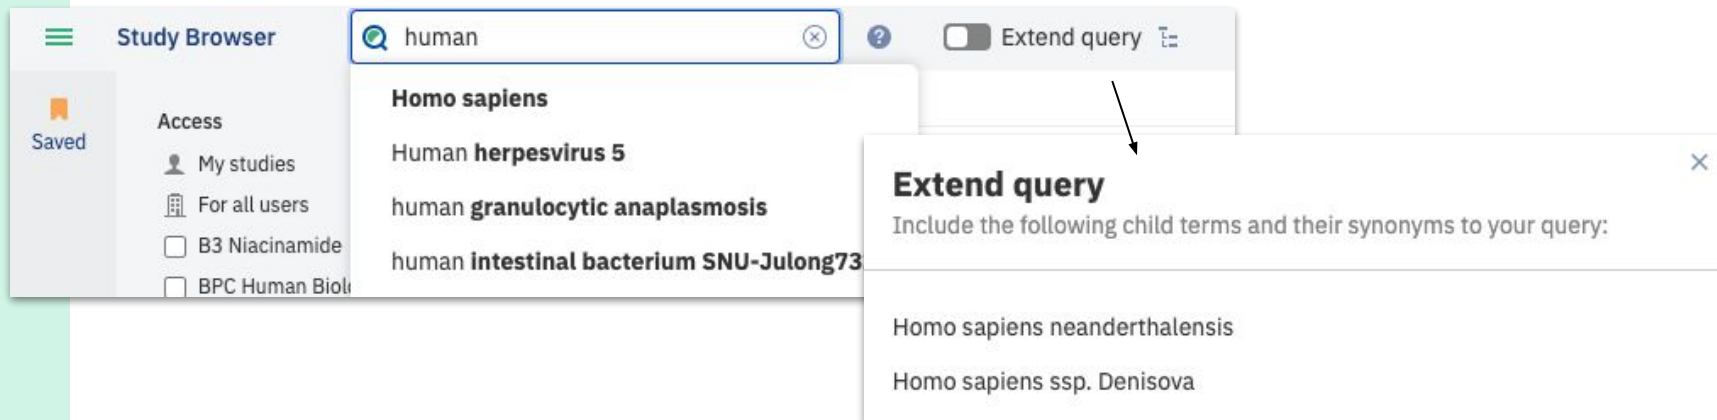 Study Browser
human
Extend query
Saved
Access
My studies
For all users
B3 Niacinamide
BPC Human Biol
Homo sapiens
Human herpesvirus 5
human granulocytic anaplasmosis
human intestinal bacterium SNU-Julong73
Extend query
Include the following child terms and their synonyms to your query:
Homo sapiens neanderthalensis
Homo sapiens ssp. Denisova